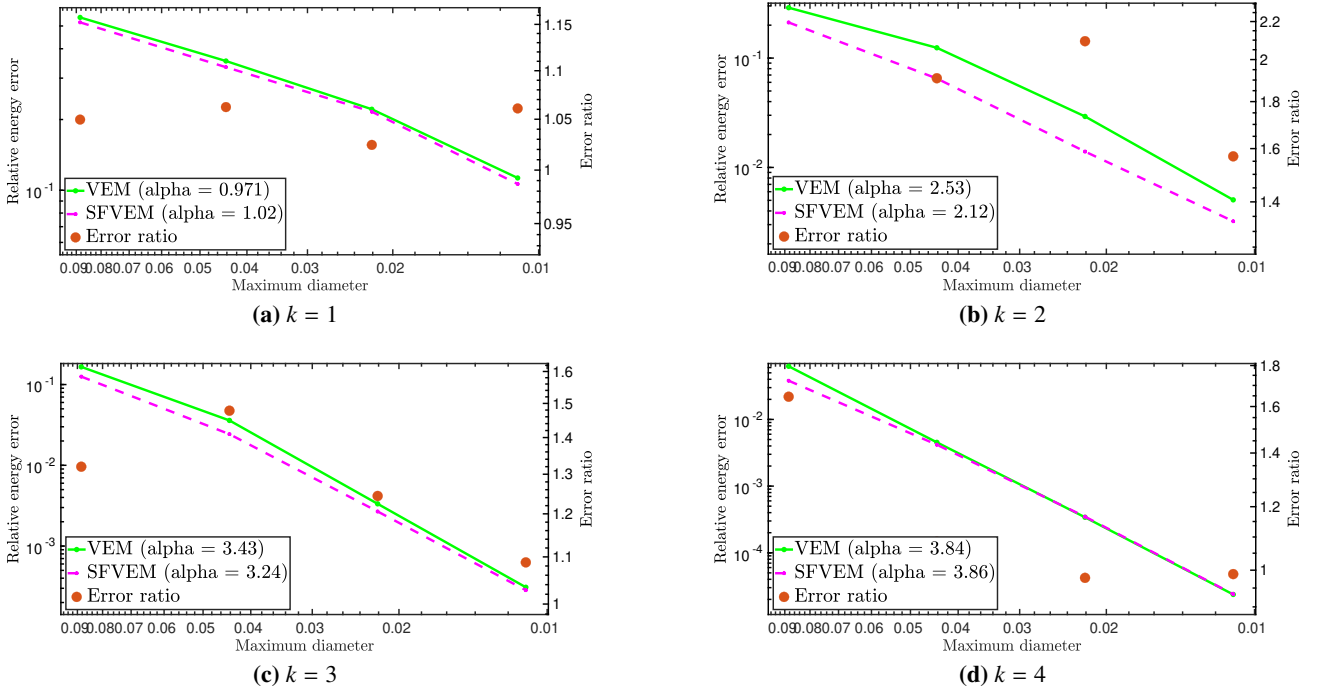 Relative energy error
10^-1
1.15
1.1
1.05
1
0.95
Error ratio
VEM (alpha = 0.971)
SFVEM (alpha = 1.02)
Error ratio
0.09 0.08 0.07 0.06 0.05 0.04 0.03 0.02 0.01
Maximum diameter
(a) k = 1
Relative energy error
10^-1
10^-2
2.2
2
1.8
1.6
1.4
Error ratio
VEM (alpha = 2.53)
SFVEM (alpha = 2.12)
Error ratio
0.09 0.08 0.07 0.06 0.05 0.04 0.03 0.02 0.01
Maximum diameter
(b) k = 2
Relative energy error
10^-1
10^-2
10^-3
1.6
1.5
1.4
1.3
1.2
1.1
1
Error ratio
VEM (alpha = 3.43)
SFVEM (alpha = 3.24)
Error ratio
0.09 0.08 0.07 0.06 0.05 0.04 0.03 0.02 0.01
Maximum diameter
(c) k = 3
Relative energy error
10^-2
10^-3
10^-4
1.8
1.6
1.4
1.2
1
Error ratio
VEM (alpha = 3.84)
SFVEM (alpha = 3.86)
Error ratio
0.09 0.08 0.07 0.06 0.05 0.04 0.03 0.02 0.01
Maximum diameter
(d) k = 4